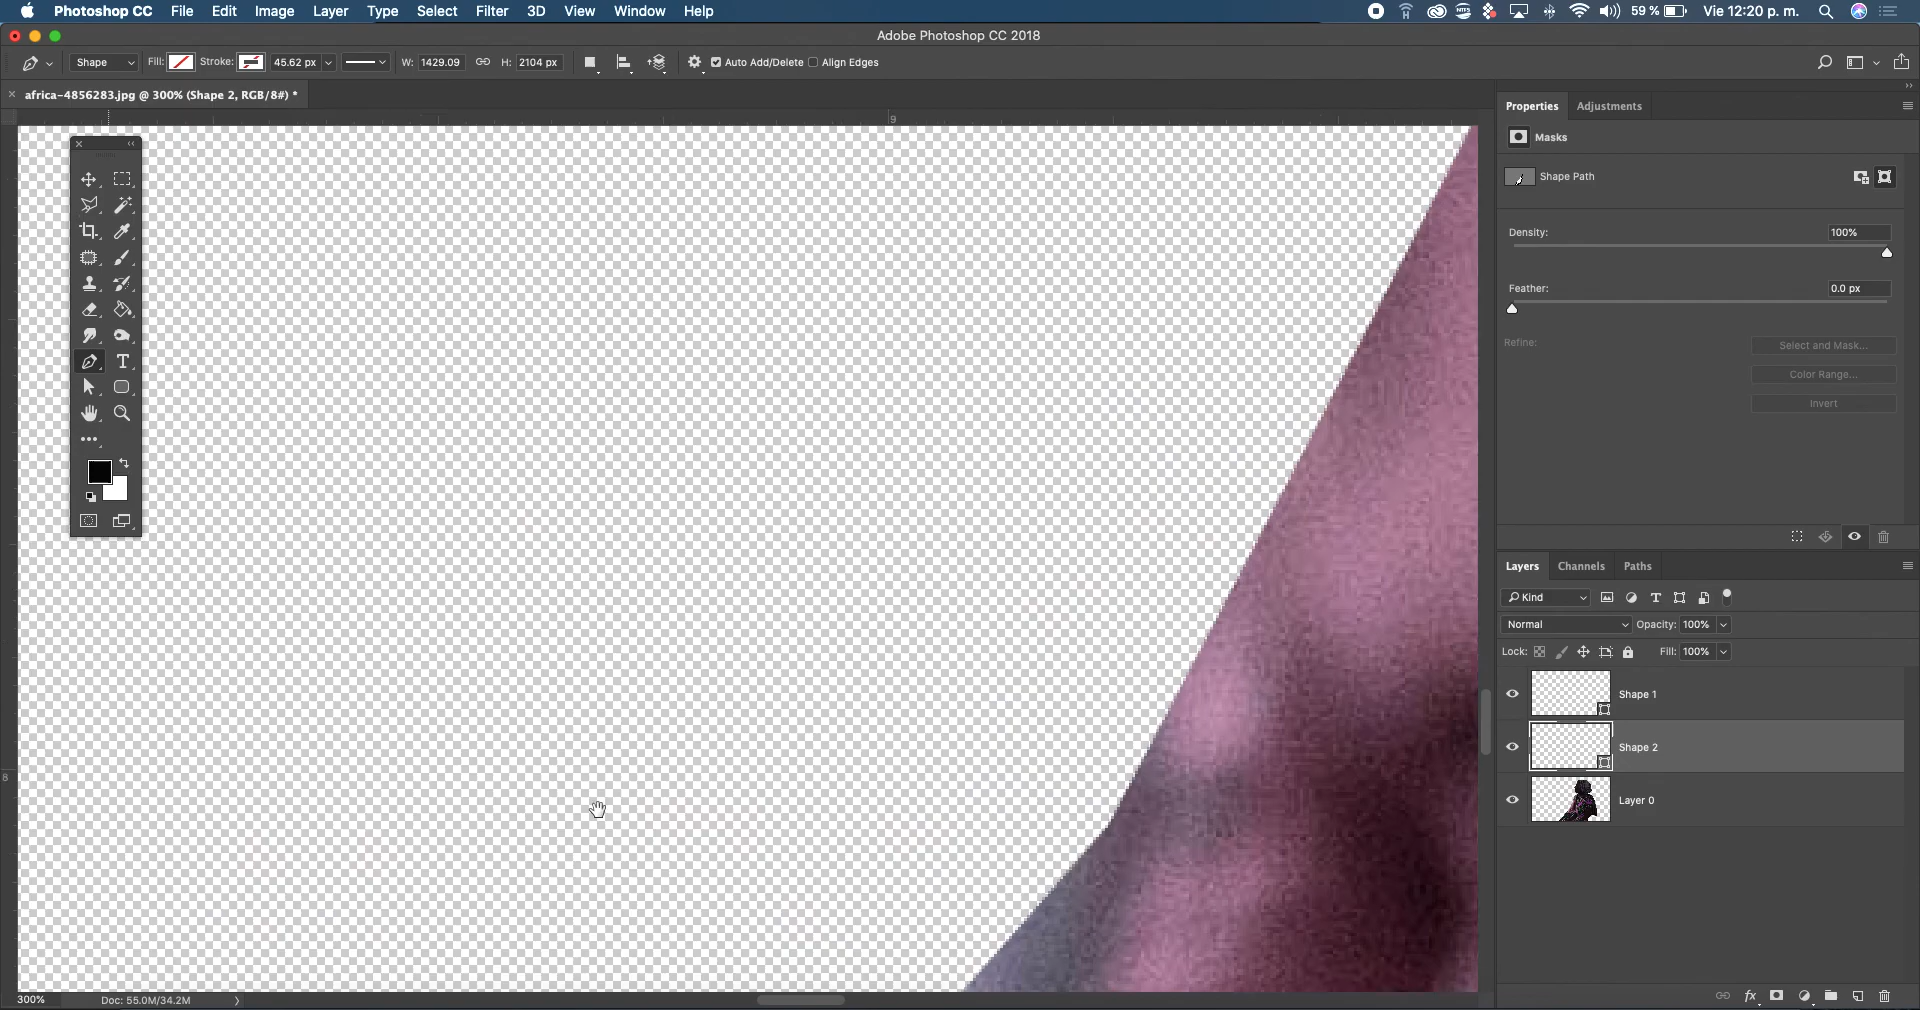 Photoshop CC File Edit Image Layer Type Select Filter 3D View Window Help 59 % Vie 12:20 p. m.
Adobe Photoshop CC 2018
Shape Fill: Stroke: 45.62 px W: 1429.09 H: 2104 px Auto Add/Delete Align Edges
africa-4856283.jpg @ 300% (Shape 2, RGB/8#) *
Properties Adjustments
9
Masks
Shape Path
Density: 100%
Feather: 0.0 px
Refine: Select and Mask...
Color Range...
Invert
Layers Channels Paths
Kind
Normal Opacity: 100%
Lock: Fill: 100%
Shape 1
Shape 2
8
Layer 0
300% Doc: 55.0M/34.2M